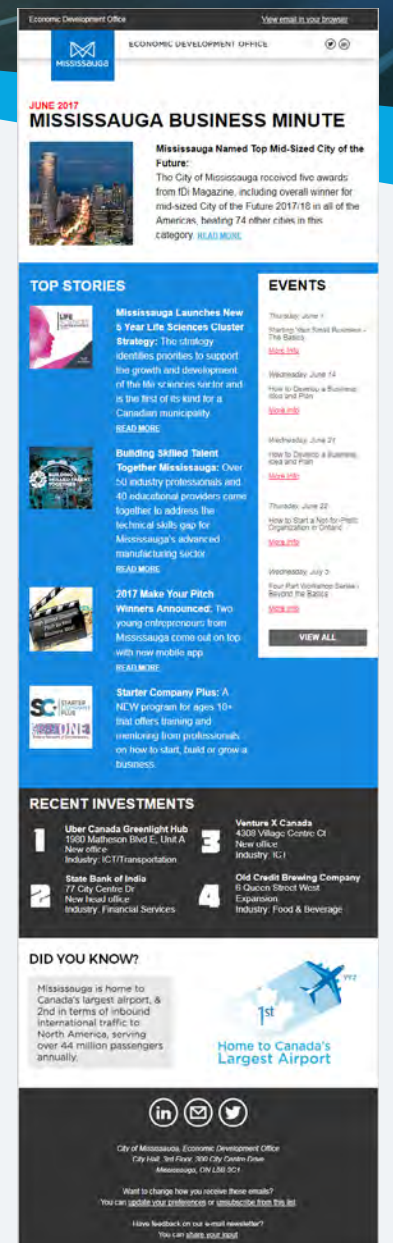 Economic Development Office
View email in your browser
MISSISSAUGA
ECONOMIC DEVELOPMENT OFFICE
JUNE 2017
MISSISSAUGA BUSINESS MINUTE
Mississauga Named Top Mid-Sized City of the
Future:
The City of Mississauga received five awards
from fDi Magazine, including overall winner for
mid-sized City of the Future 2017/18 in all of the
Americas, beating 74 other cities in this
category. READ MORE
TOP STORIES
LIFE
Mississauga Launches New
5 Year Life Sciences Cluster
Strategy: The strategy
identifies priorities to support
the growth and development
of the life sciences sector and
is the first of its kind for a
Canadian municipality
READ MORE
BUILDING
SKILLED TALENT
TOGETHER
Building Skilled Talent
Together Mississauga: Over
50 industry professionals and
40 educational providers came
together to address the
technical skills gap for
Mississauga's advanced
manufacturing sector
READ MORE
2017 Make Your Pitch
Winners Announced: Two
young entrepreneurs from
Mississauga come out on top
with new mobile app
READ MORE
SC+ STARTER
COMPANY
PLUS
ONE
Starter Company Plus: A
NEW program for ages 18+
that offers training and
mentoring from professionals
on how to start, build or grow a
business.
EVENTS
Thursday, June 1
Starting Your Small Business -
The Basics
More Info
Wednesday, June 14
How to Develop a Business
Idea and Plan
More Info
Wednesday, June 21
How to Develop a Business
Idea and Plan
More Info
Thursday, June 22
How to Start a Not-for-Profit
Organization in Ontario
More Info
Wednesday, July 5
Four Part Workshop Series -
Beyond the Basics
More Info
VIEW ALL
RECENT INVESTMENTS
1
Uber Canada Greenlight Hub
1980 Matheson Blvd E, Unit A
New office
Industry: ICT/Transportation
2
State Bank of India
77 City Centre Dr
New head office
Industry: Financial Services
3
Venture X Canada
4308 Village Centre Ct
New office
Industry: ICT
4
Old Credit Brewing Company
6 Queen Street West
Expansion
Industry: Food & Beverage
DID YOU KNOW?
Mississauga is home to
Canada's largest airport, &
2nd in terms of inbound
international traffic to
North America, serving
over 44 million passengers
annually.
YYZ
1st
Home to Canada's
Largest Airport
in
City of Mississauga, Economic Development Office
City Hall, 3rd Floor, 300 City Centre Drive
Mississauga, ON L5B 3C1
Want to change how you receive these emails?
You can update your preferences or unsubscribe from this list
Have feedback on our e-mail newsletter?
You can share your input